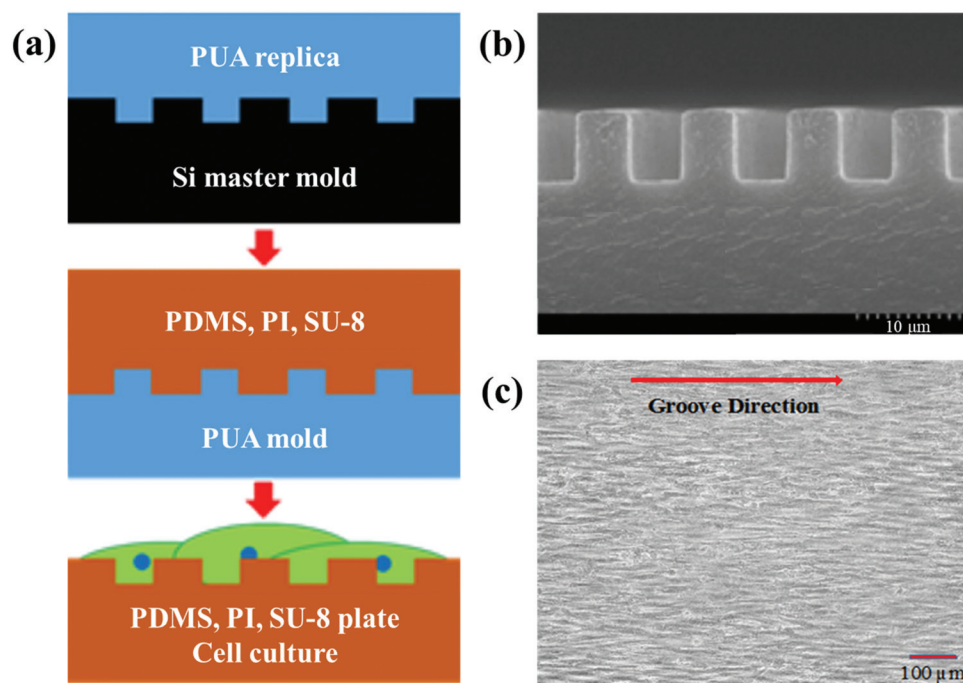 (a)
PUA replica
Si master mold
PDMS, PI, SU-8
PUA mold
PDMS, PI, SU-8 plate
Cell culture
(b)
10 μm
(c)
Groove Direction
100 μm